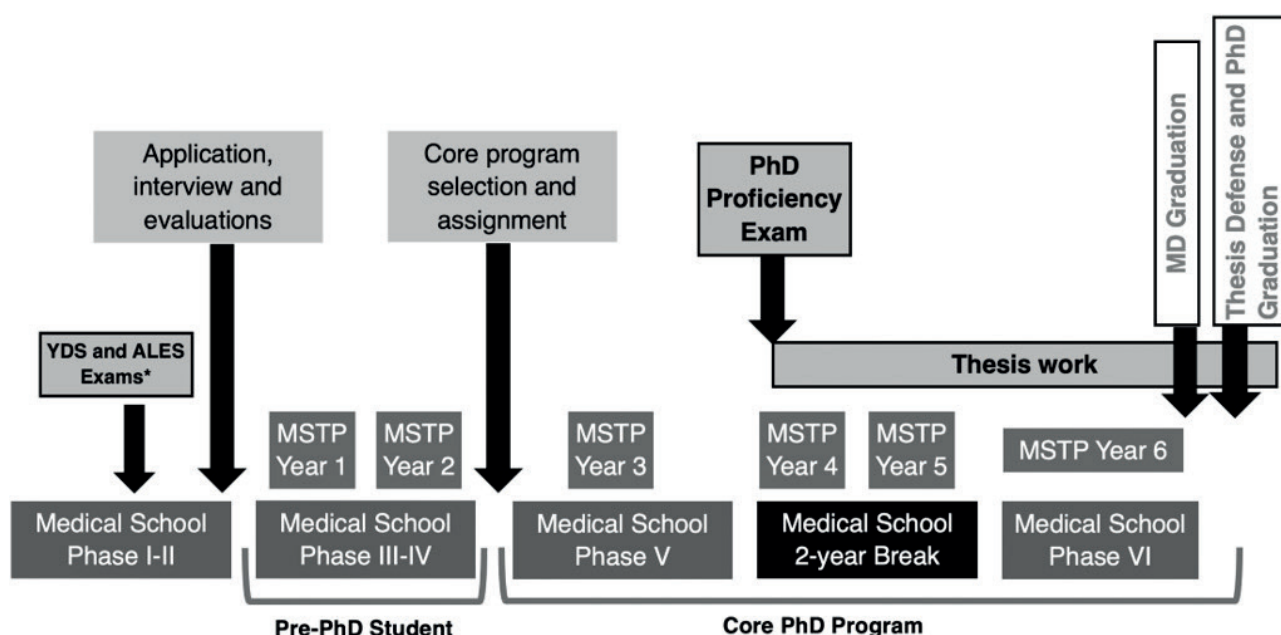 Application,
interview and
evaluations
Core program
selection and
assignment
PhD
Proficiency
Exam
MD Graduation
Thesis Defense and PhD
Graduation
YDS and ALES
Exams*
Thesis work
MSTP
Year 1
MSTP
Year 2
MSTP
Year 3
MSTP
Year 4
MSTP
Year 5
MSTP Year 6
Medical School
Phase I-II
Medical School
Phase III-IV
Medical School
Phase V
Medical School
2-year Break
Medical School
Phase VI
Pre-PhD Student
Core PhD Program